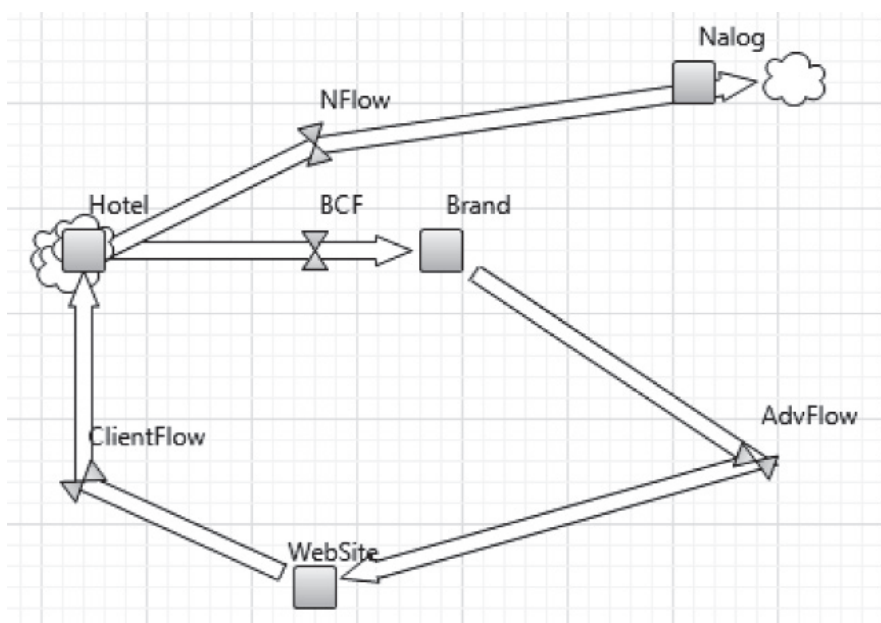 Nalog
NFlow
Hotel
BCF
Brand
AdvFlow
ClientFlow
WebSite